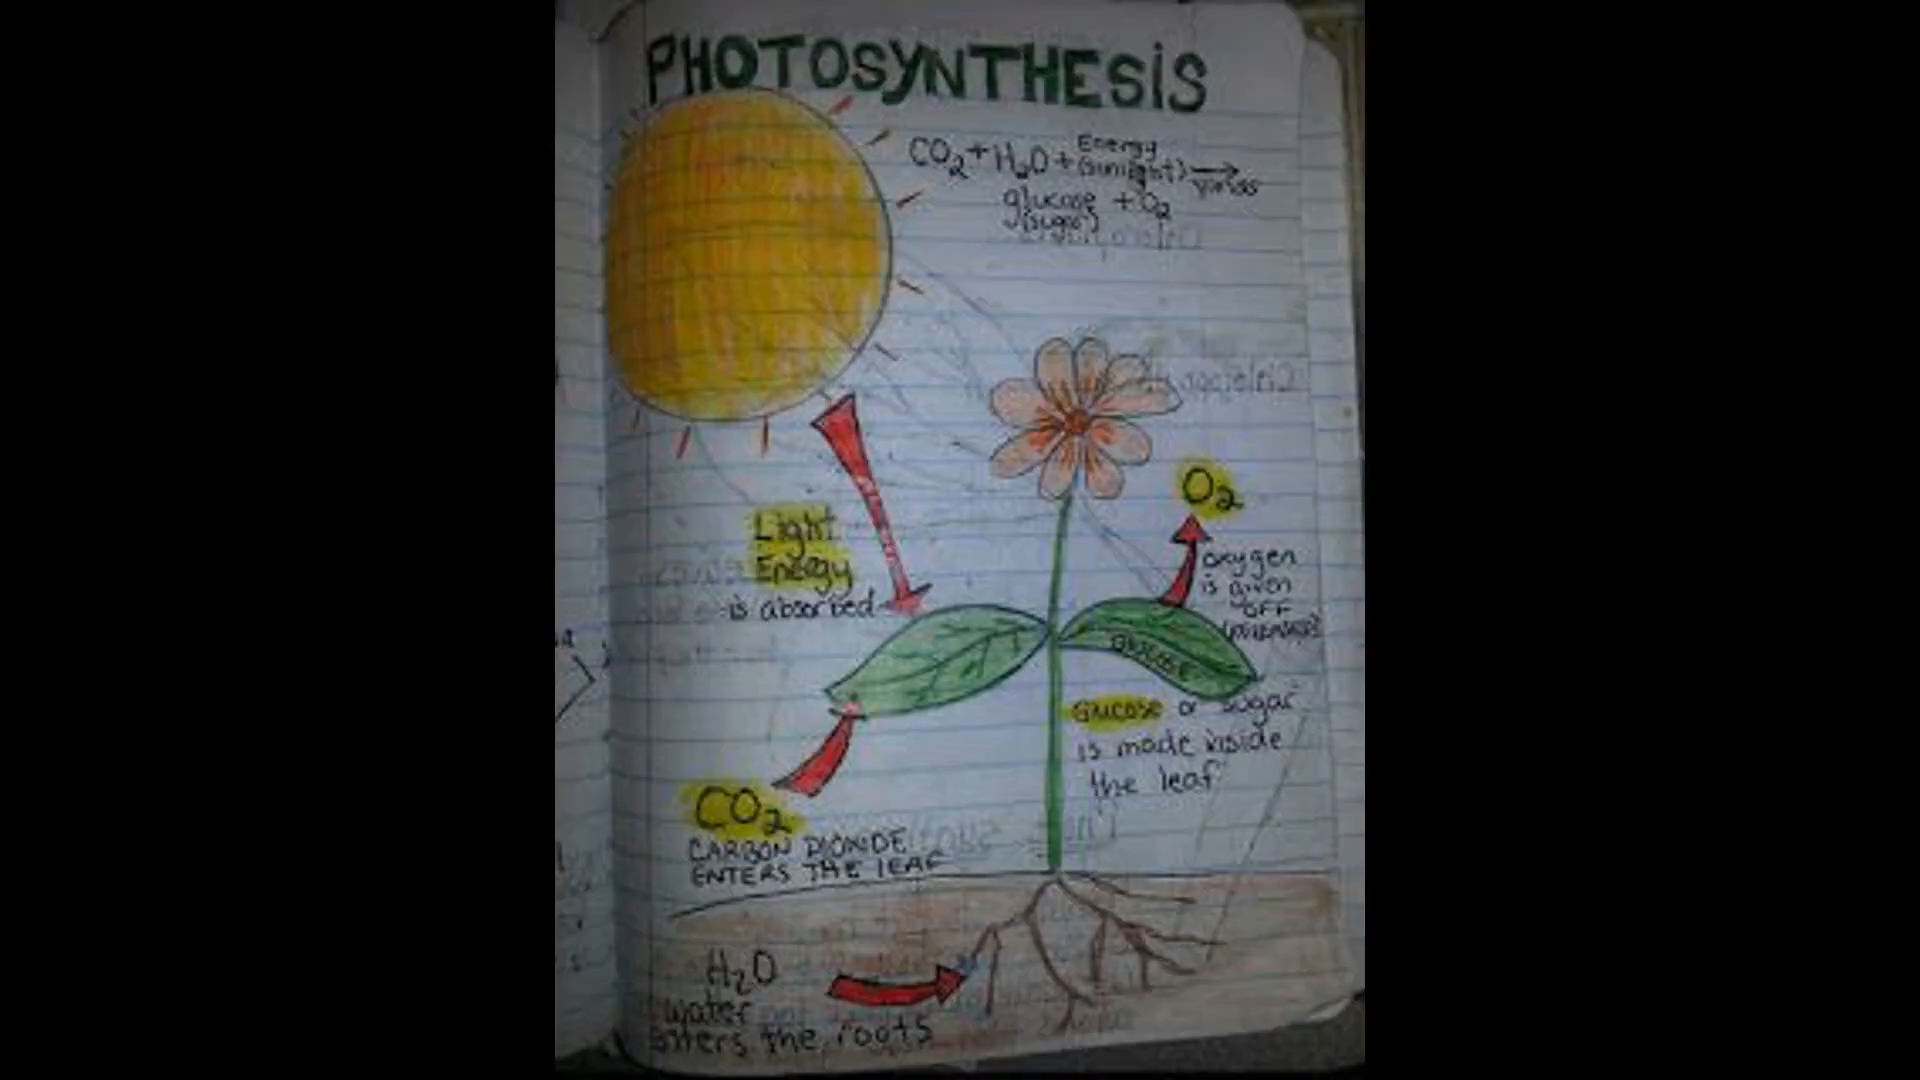 PHOTOSYNTHESIS
CO₂ + H₂O + Energy (sunlight) → yields
glucose + O₂
(sugar)
Light
Energy
is absorbed
O₂
oxygen
is given
OFF
GLUCOSE
Glucose or sugar
is made inside
the leaf
CO₂
CARBON DIOXIDE
ENTERS THE LEAF
H₂O
water
enters the roots